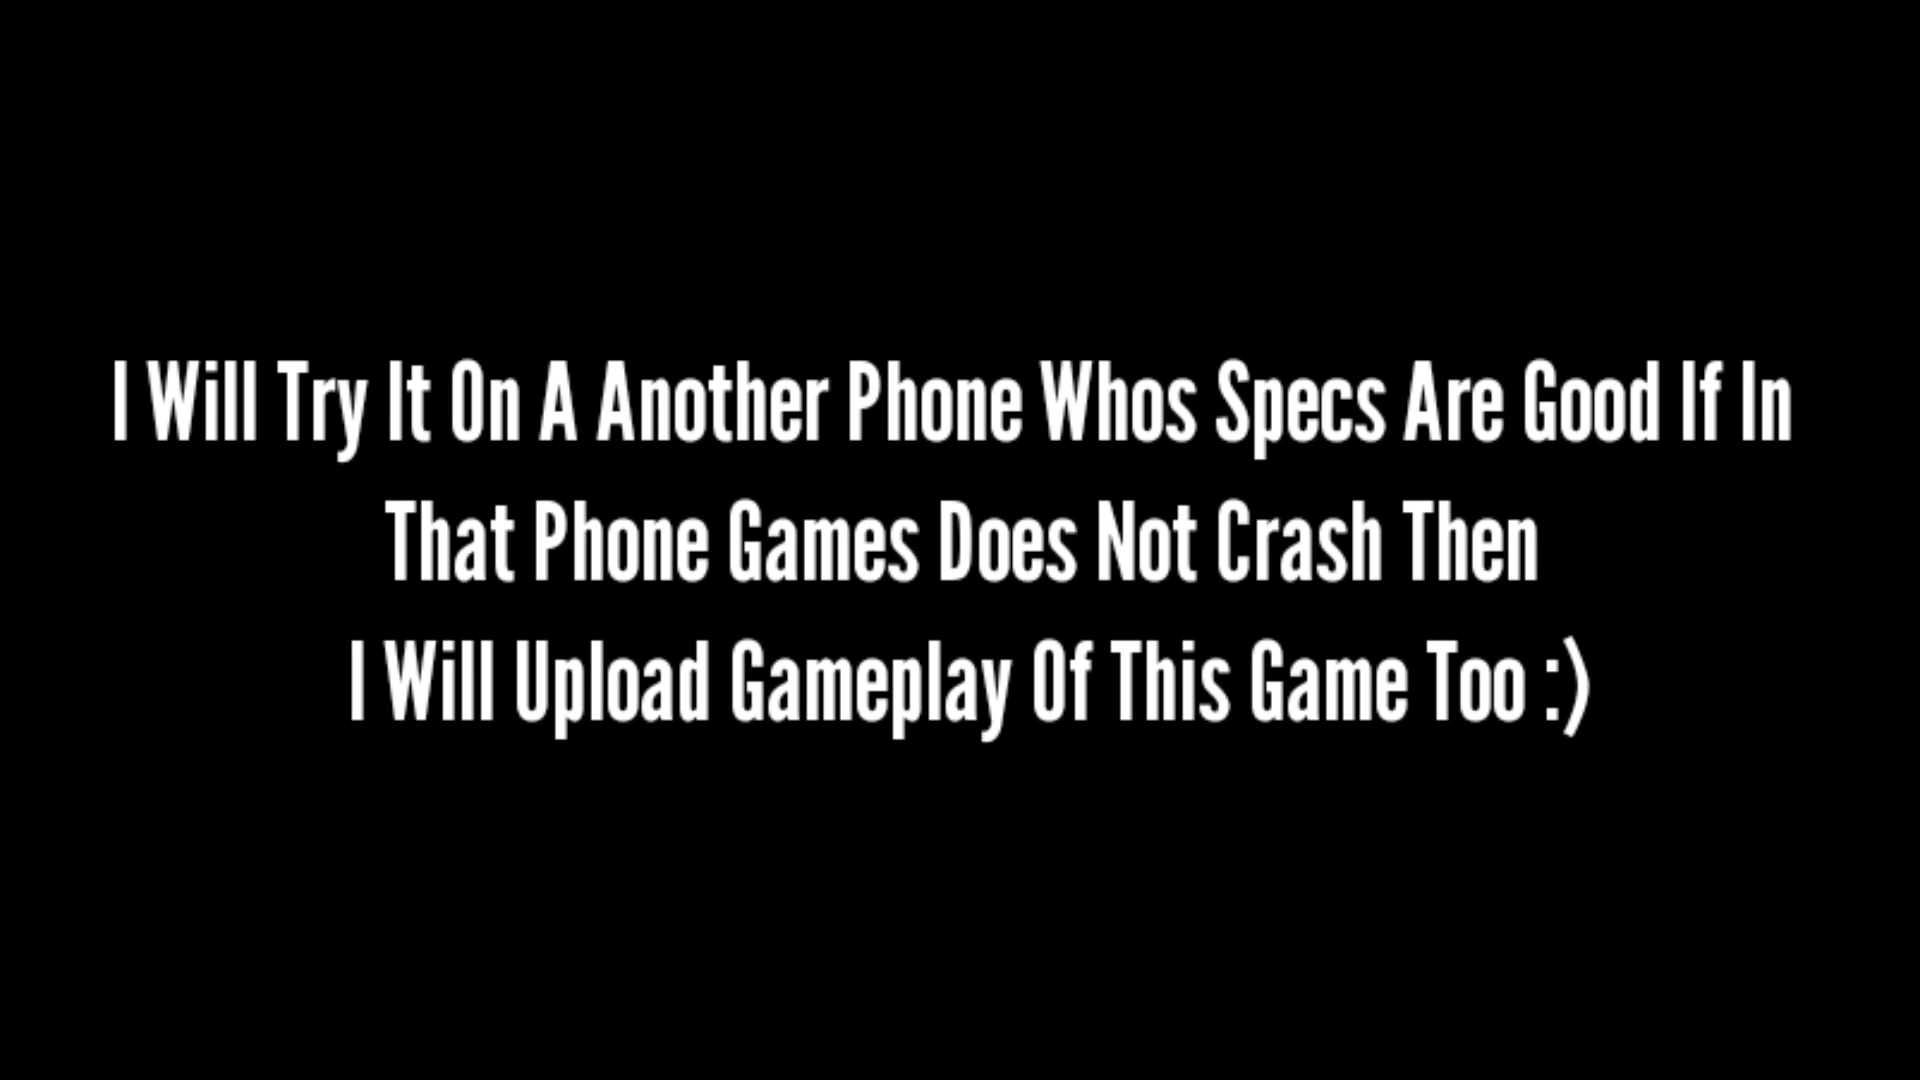 I Will Try It On A Another Phone Whos Specs Are Good If In
That Phone Games Does Not Crash Then
I Will Upload Gameplay Of This Game Too :)